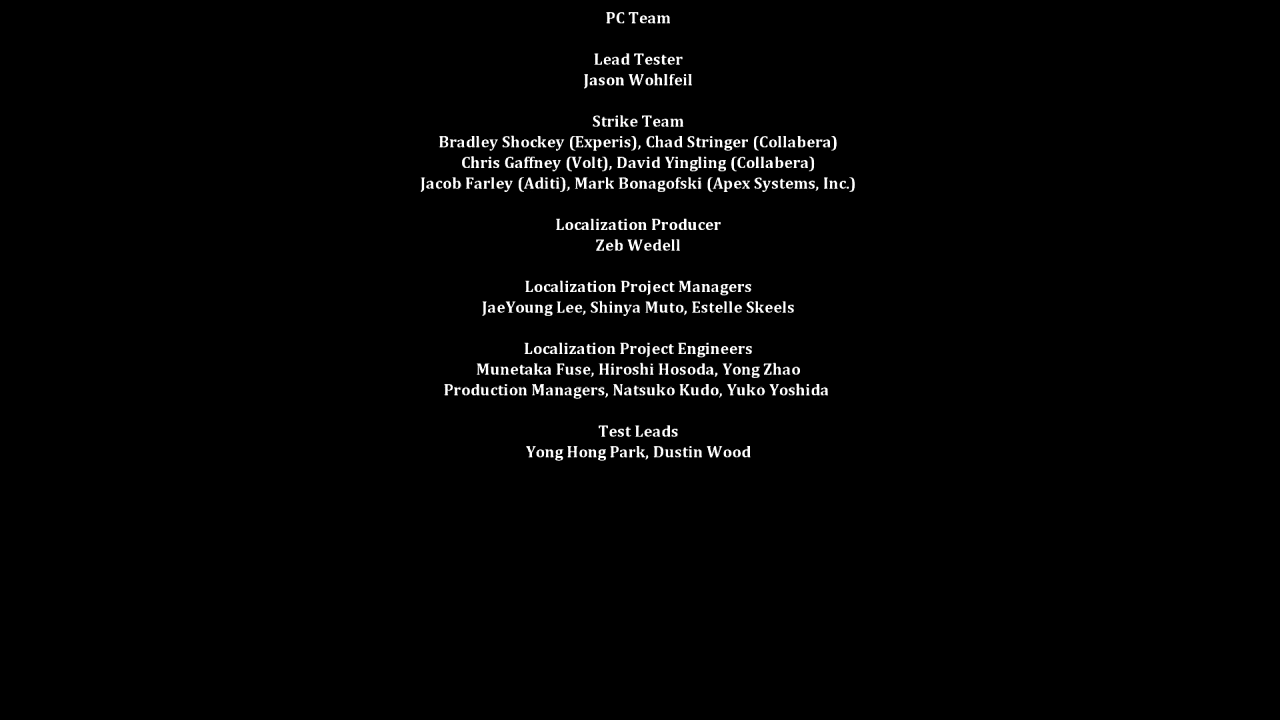 PC Team
Lead Tester
Jason Wohlfeil
Strike Team
Bradley Shockey (Experis), Chad Stringer (Collabera)
Chris Gaffney (Volt), David Yingling (Collabera)
Jacob Farley (Aditi), Mark Bonagofski (Apex Systems, Inc.)
Localization Producer
Zeb Wedell
Localization Project Managers
JaeYoung Lee, Shinya Muto, Estelle Skeels
Localization Project Engineers
Munetaka Fuse, Hiroshi Hosoda, Yong Zhao
Production Managers, Natsuko Kudo, Yuko Yoshida
Test Leads
Yong Hong Park, Dustin Wood